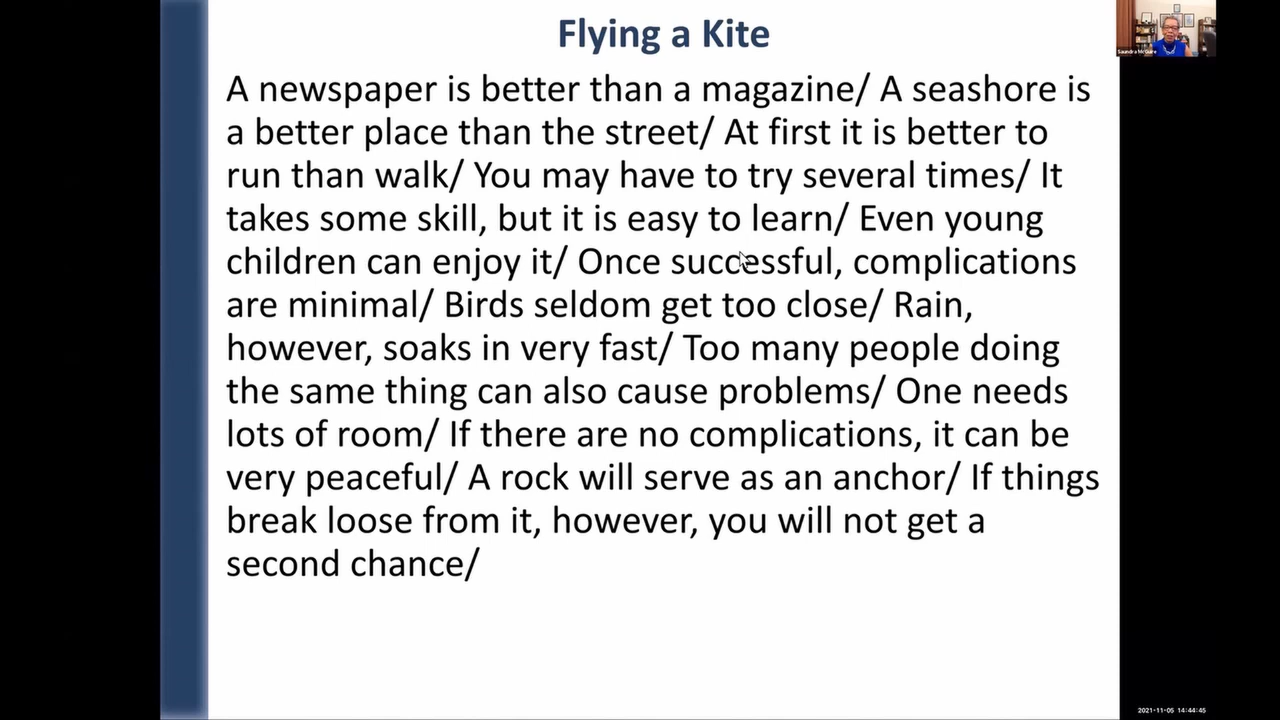 Flying a Kite
Saundra McGuire
A newspaper is better than a magazine/ A seashore is
a better place than the street/ At first it is better to
run than walk/ You may have to try several times/ It
takes some skill, but it is easy to learn/ Even young
children can enjoy it/ Once successful, complications
are minimal/ Birds seldom get too close/ Rain,
however, soaks in very fast/ Too many people doing
the same thing can also cause problems/ One needs
lots of room/ If there are no complications, it can be
very peaceful/ A rock will serve as an anchor/ If things
break loose from it, however, you will not get a
second chance/
2021-11-05 14:44:45